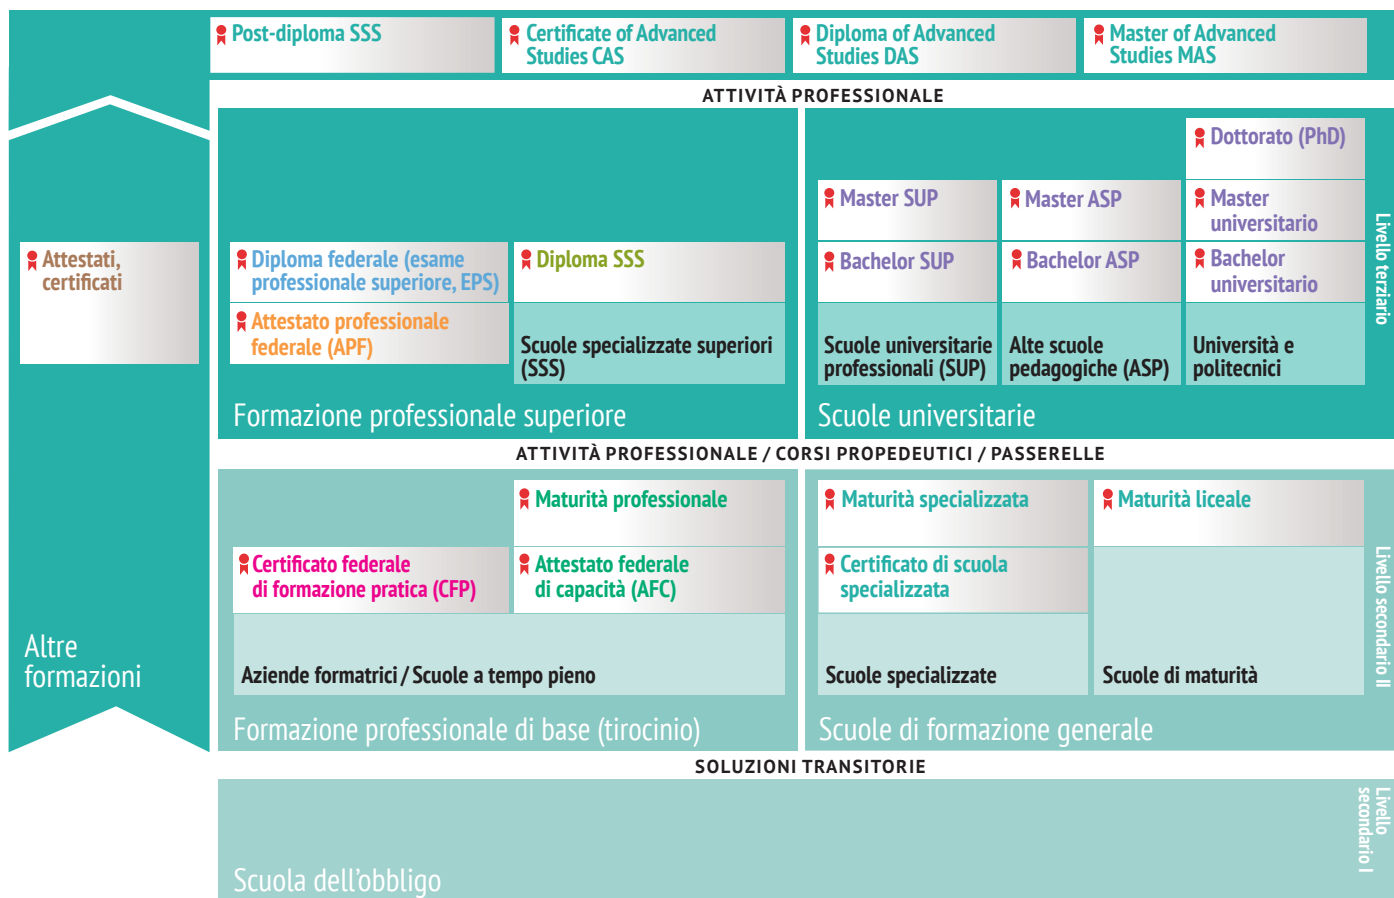 Post-diploma SSS
Certificate of Advanced
Studies CAS
Diploma of Advanced
Studies DAS
Master of Advanced
Studies MAS
ATTIVITÀ PROFESSIONALE
Dottorato (PhD)
Master SUP
Master ASP
Master
universitario
Attestati,
certificati
Diploma federale (esame
professionale superiore, EPS)
Diploma SSS
Bachelor SUP
Bachelor ASP
Bachelor
universitario
Attestato professionale
federale (APF)
Scuole specializzate superiori
(SSS)
Scuole universitarie
professionali (SUP)
Alte scuole
pedagogiche (ASP)
Università e
politecnici
Formazione professionale superiore
Scuole universitarie
Livello terziario
ATTIVITÀ PROFESSIONALE / CORSI PROPEDEUTICI / PASSERELLE
Maturità professionale
Maturità specializzata
Maturità liceale
Certificato federale
di formazione pratica (CFP)
Attestato federale
di capacità (AFC)
Certificato di scuola
specializzata
Altre
formazioni
Aziende formatrici / Scuole a tempo pieno
Scuole specializzate
Scuole di maturità
Formazione professionale di base (tirocinio)
Scuole di formazione generale
Livello secondario II
SOLUZIONI TRANSITORIE
Scuola dell'obbligo
Livello
secondario I